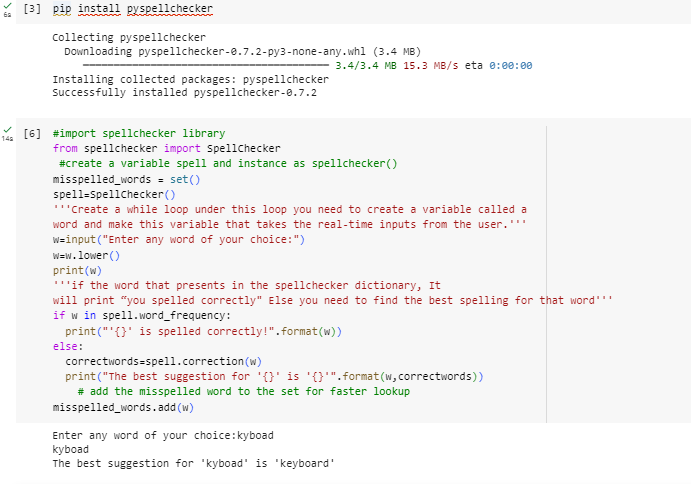 6s [3] pip install pyspellchecker
Collecting pyspellchecker
Downloading pyspellchecker-0.7.2-py3-none-any.whl (3.4 MB)
3.4/3.4 MB 15.3 MB/s eta 0:00:00
Installing collected packages: pyspellchecker
Successfully installed pyspellchecker-0.7.2
14s [6] #import spellchecker library
from spellchecker import SpellChecker
#create a variable spell and instance as spellchecker()
misspelled_words = set()
spell=SpellChecker()
'''Create a while loop under this loop you need to create a variable called a
word and make this variable that takes the real-time inputs from the user.'''
w=input("Enter any word of your choice:")
w=w.lower()
print(w)
'''if the word that presents in the spellchecker dictionary, It
will print “you spelled correctly" Else you need to find the best spelling for that word'''
if w in spell.word_frequency:
print("'{}' is spelled correctly!".format(w))
else:
correctwords=spell.correction(w)
print("The best suggestion for '{}' is '{}'".format(w,correctwords))
# add the misspelled word to the set for faster lookup
misspelled_words.add(w)
Enter any word of your choice:kyboad
kyboad
The best suggestion for 'kyboad' is 'keyboard'